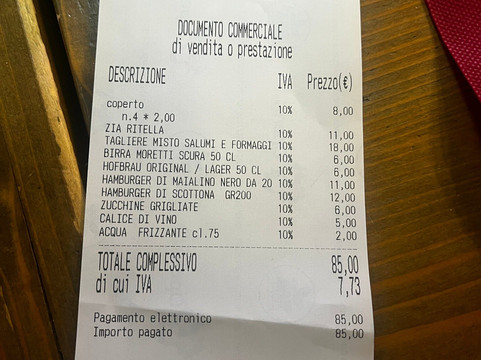 DOCUMENTO COMMERCIALE
di vendita o prestazione
DESCRIZIONE IVA Prezzo(€)
coperto 10% 8,00
n.4 * 2,00
ZIA RITELLA 10% 11,00
TAGLIERE MISTO SALUMI E FORMAGGI 10% 18,00
BIRRA MORETTI SCURA 50 CL 10% 6,00
HOFBRAU ORIGINAL / LAGER 50 CL 10% 6,00
HAMBURGER DI MAIALINO NERO DA 20 10% 11,00
HAMBURGER DI SCOTTONA GR200 10% 12,00
ZUCCHINE GRIGLIATE 10% 6,00
CALICE DI VINO 10% 5,00
ACQUA FRIZZANTE cl.75 10% 2,00
TOTALE COMPLESSIVO 85,00
di cui IVA 7,73
Pagamento elettronico 85,00
Importo pagato 85,00